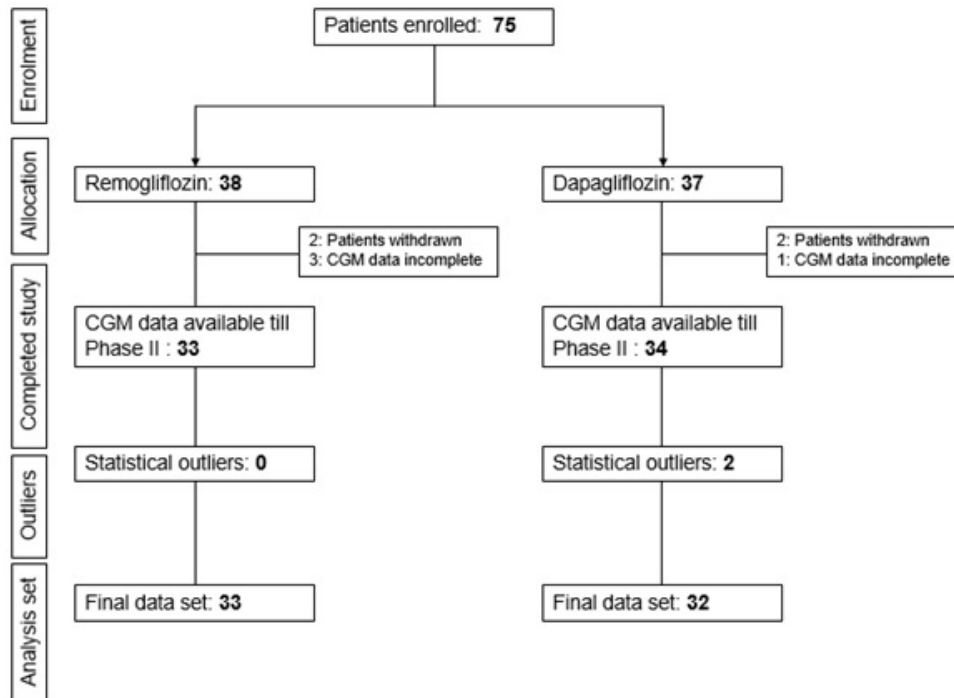 Enrolment
Patients enrolled: 75
Allocation
Remogliflozin: 38
Dapagliflozin: 37
2: Patients withdrawn
3: CGM data incomplete
2: Patients withdrawn
1: CGM data incomplete
Completed study
CGM data available till
Phase II : 33
CGM data available till
Phase II : 34
Outliers
Statistical outliers: 0
Statistical outliers: 2
Analysis set
Final data set: 33
Final data set: 32